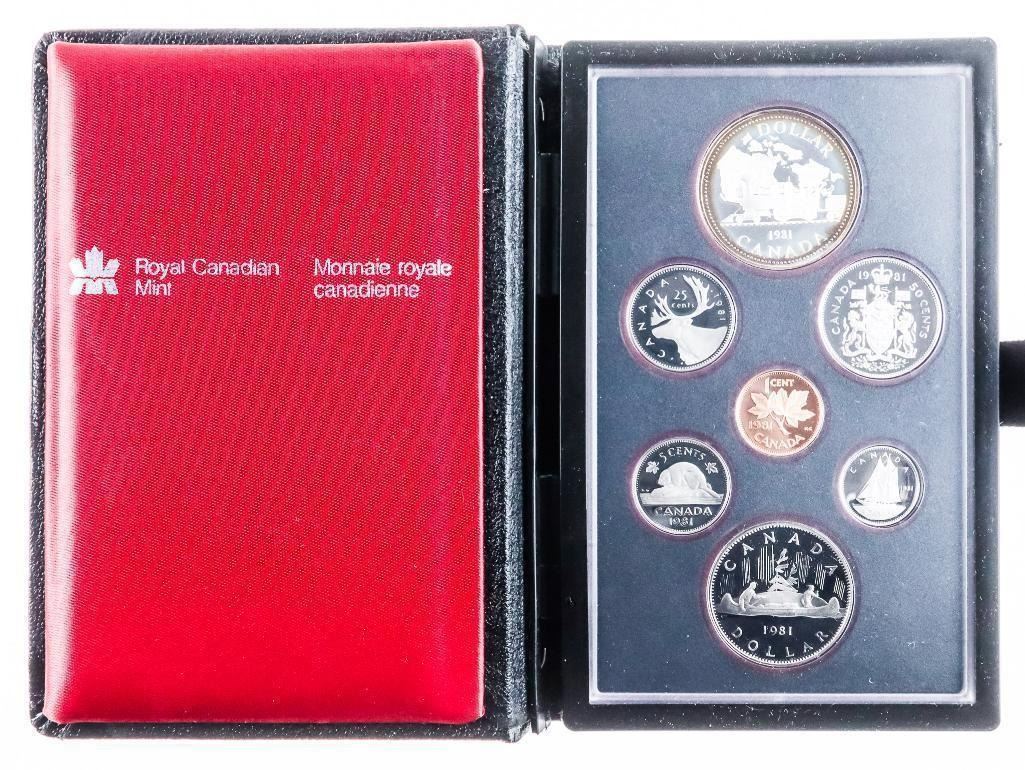 Royal Canadian
Mint
Monnaie royale
canadienne
DOLLAR
1981
CANADA
CANADA
25
cents
1981
1981
CANADA
50 CENTS
1 CENT
1981
CANADA
5 CENTS
CANADA
1981
CANADA
1981
CANADA
1981
DOLLAR